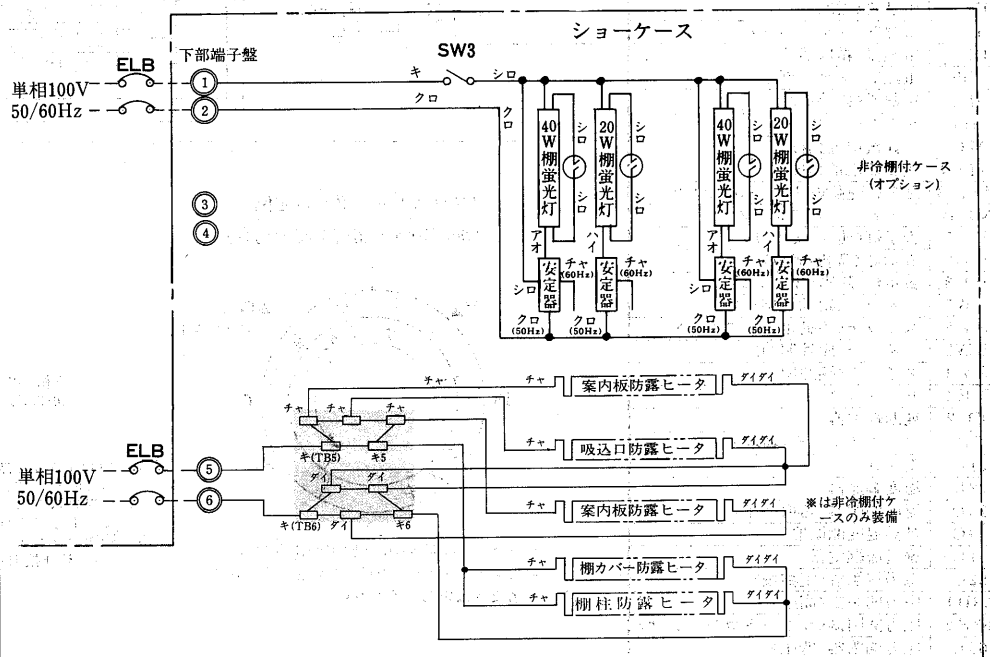 ショーケース
下部端子盤
ELB
単相100V
50/60Hz
1
2
3
4
キ
SW3
シロ
クロ
クロ
40W棚蛍光灯
シロ
シロ
20W棚蛍光灯
シロ
シロ
40W棚蛍光灯
シロ
シロ
20W棚蛍光灯
シロ
シロ
非冷棚付ケース
(オプション)
アオ
ハイ
アオ
ハイ
チャ
(60Hz)
チャ
(60Hz)
チャ
(60Hz)
チャ
(60Hz)
シロ
安定器
安定器
シロ
安定器
安定器
クロ
(50Hz)
クロ
(50Hz)
クロ
(50Hz)
クロ
(50Hz)
チャ
チャ
案内板防露ヒータ
ダイダイ
チャ
チャ
チャ
キ
キ(TB5)
キ5
チャ
吸込口防露ヒータ
ダイダイ
ELB
単相100V
50/60Hz
5
6
ダイ
ダイ
キ(TB6)
ダイ
キ6
チャ
案内板防露ヒータ
ダイダイ
※は非冷棚付ケ
ースのみ装備
チャ
棚カバー防露ヒータ
ダイダイ
チャ
棚柱防露ヒータ
ダイダイ